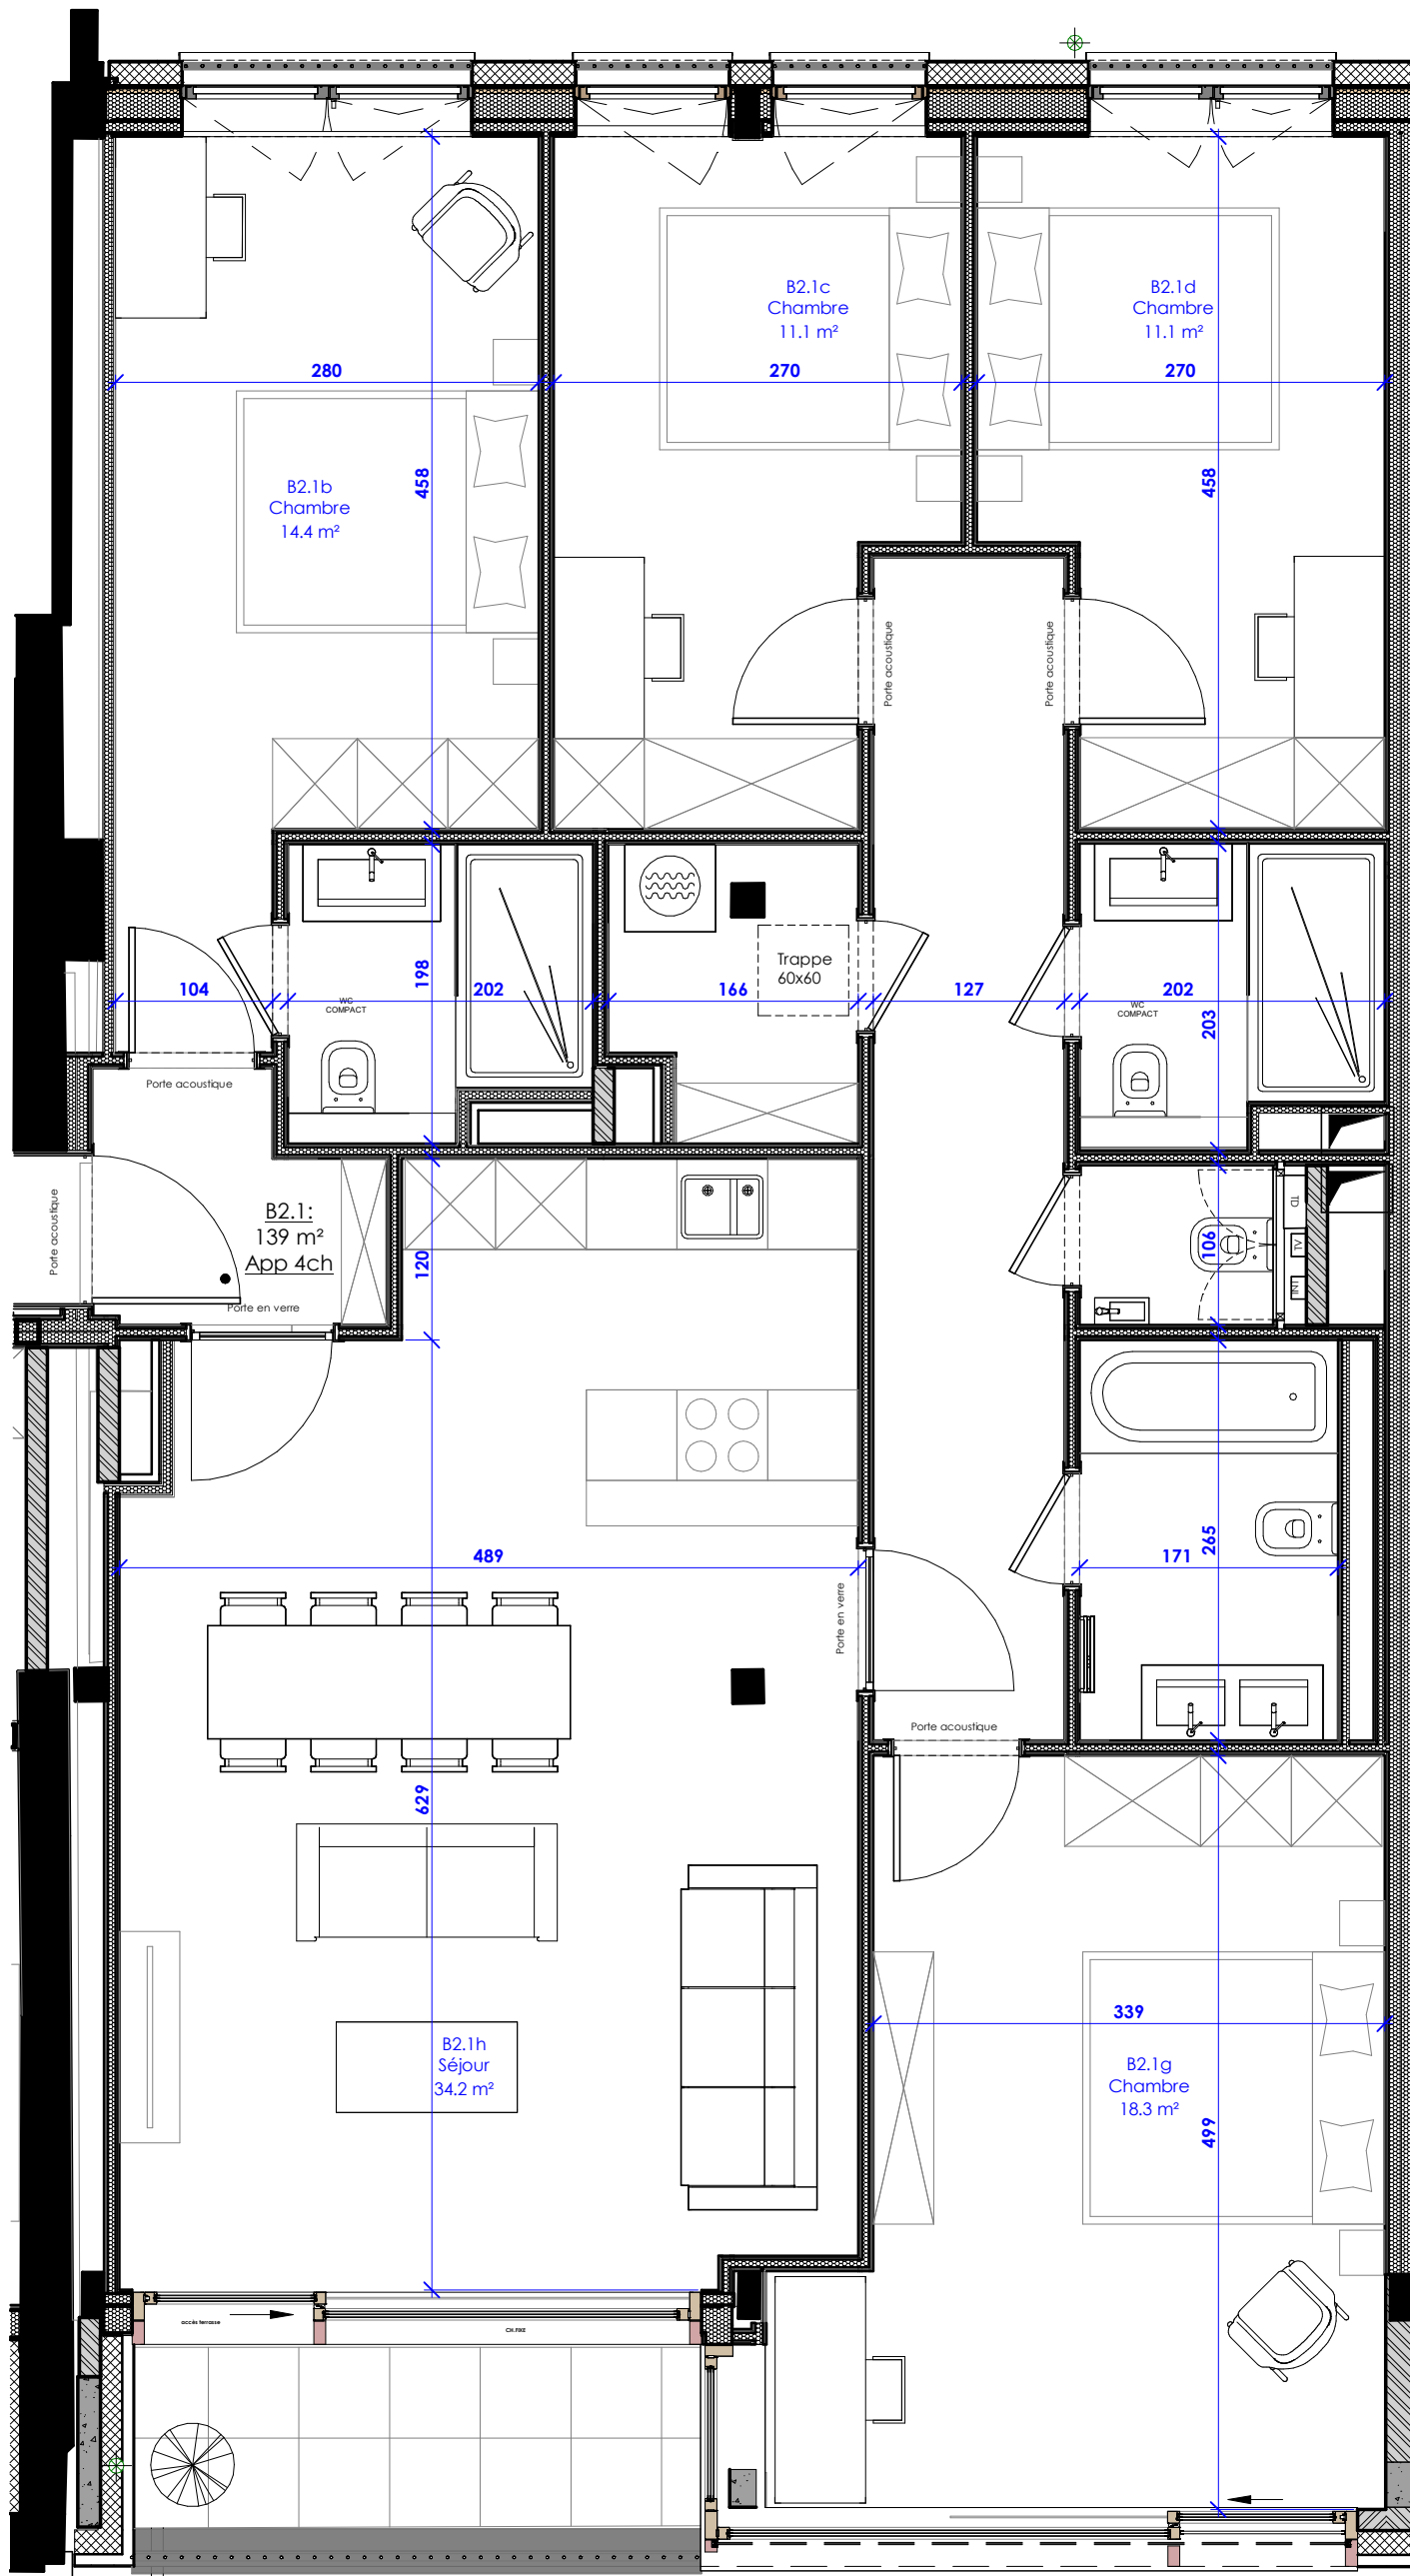 B2.1c
Chambre
11.1 m²
B2.1d
Chambre
11.1 m²
280
270
270
B2.1b
Chambre
14.4 m²
458
458
Porte acoustique
Porte acoustique
Trappe
60x60
104
198
202
166
127
202
203
WC
COMPACT
WC
COMPACT
Porte acoustique
Porte acoustique
B2.1:
139 m²
App 4ch
Porte en verre
120
106
TD
TV
INT
489
171
265
Porte en verre
Porte acoustique
629
339
B2.1h
Séjour
34.2 m²
B2.1g
Chambre
18.3 m²
499
accès terrasse
CH.FIXE